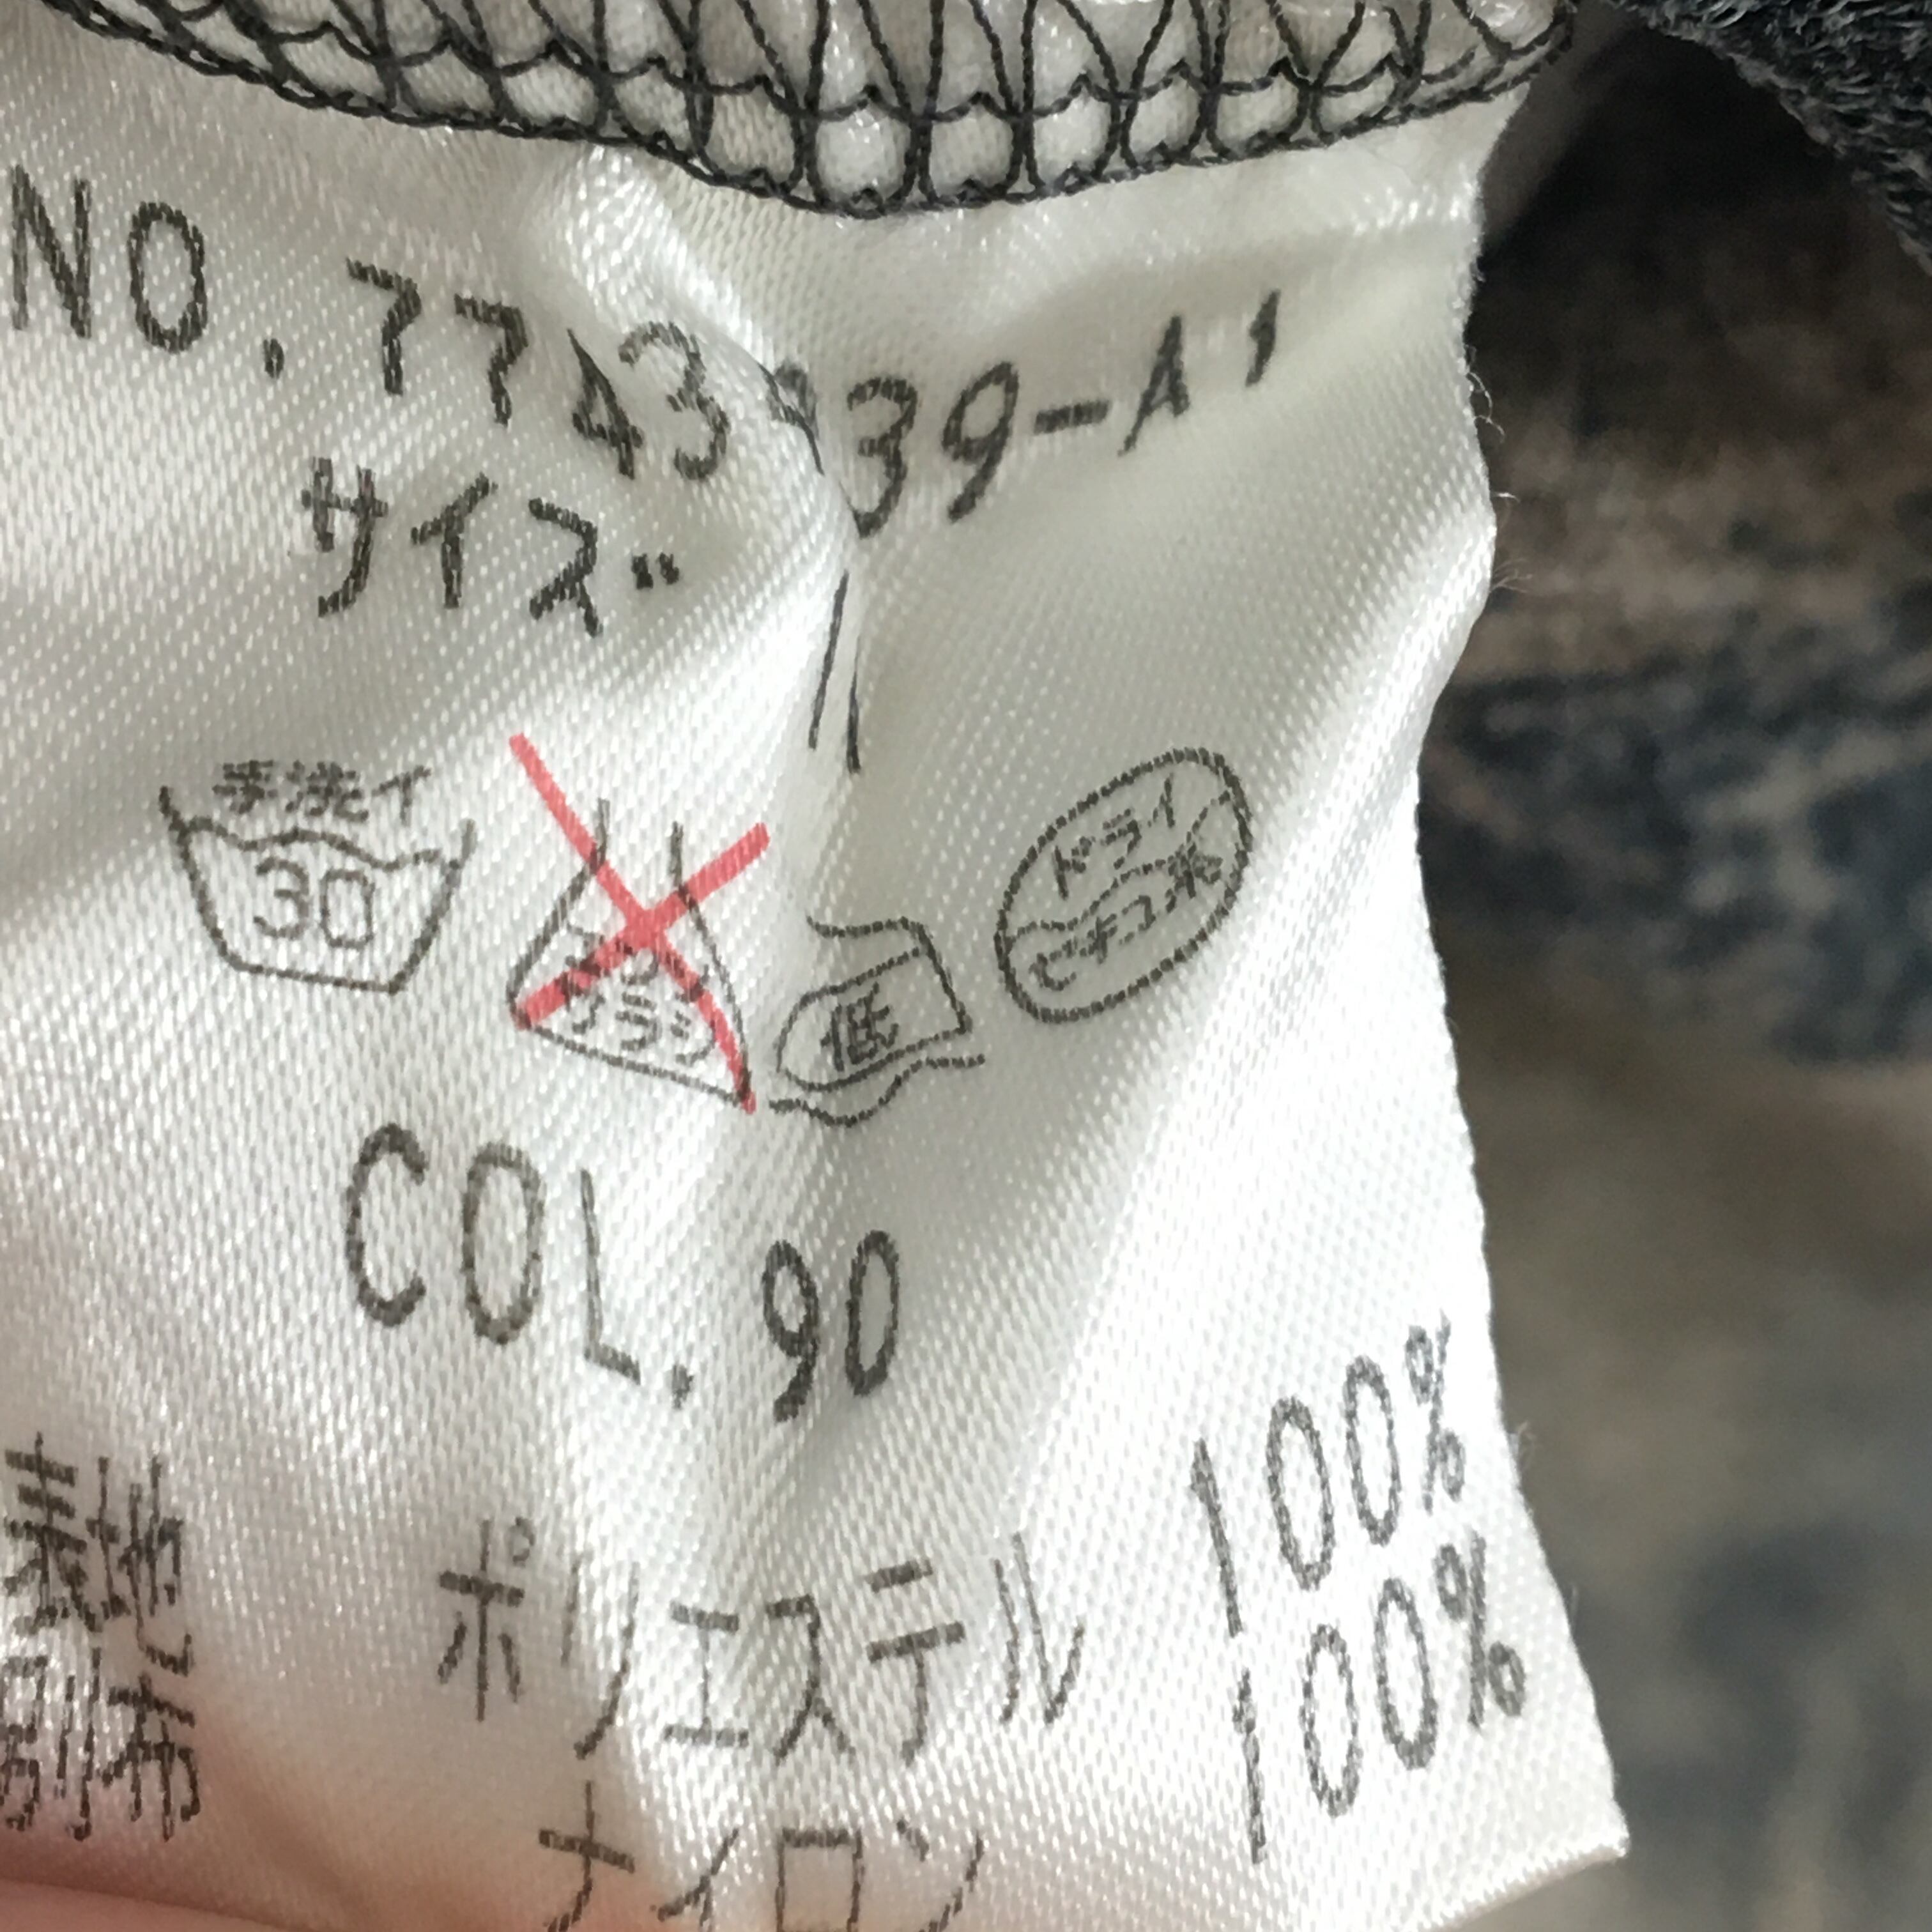 NO.7743939-A1
サイズ
手洗イ
30
エンソ
サラシ
低
ドライ
セキユ系
COL.90
表地 ポリエステル 100%
別布 ナイロン 100%